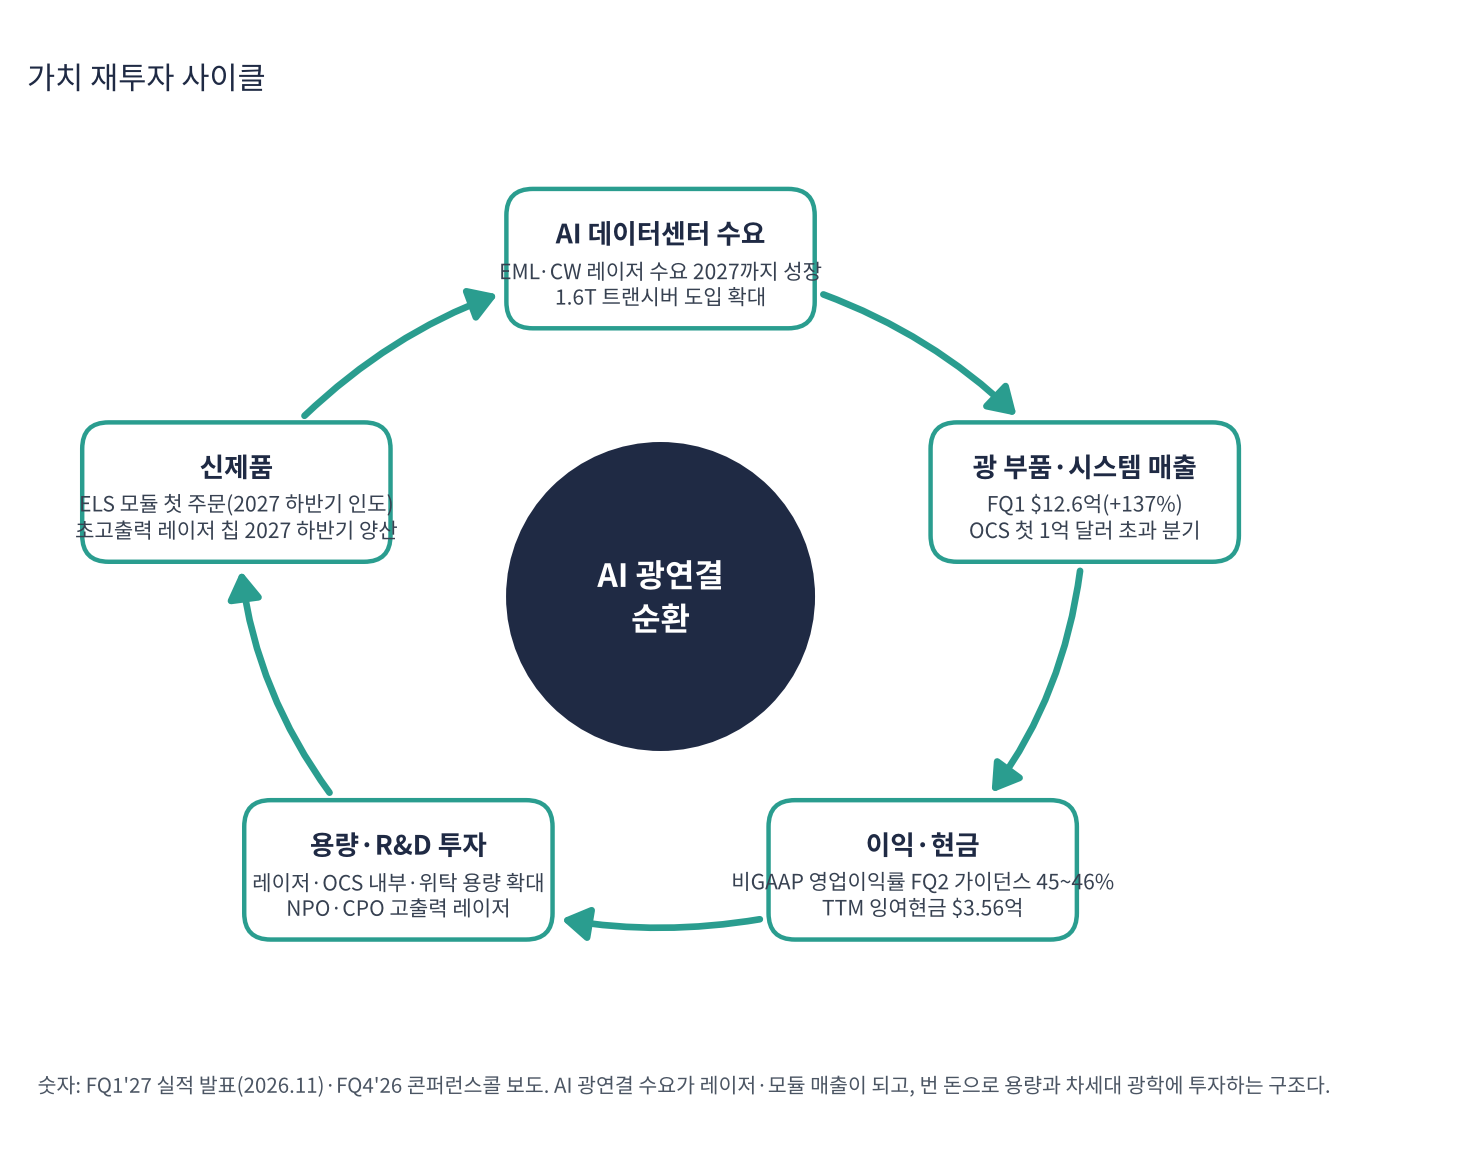 가치 재투자 사이클
AI 데이터센터 수요
EML·CW 레이저 수요 2027까지 성장
1.6T 트랜시버 도입 확대
광 부품·시스템 매출
FQ1 $12.6억(+137%)
OCS 첫 1억 달러 초과 분기
이익·현금
비GAAP 영업이익률 FQ2 가이던스 45~46%
TTM 잉여현금 $3.56억
용량·R&D 투자
레이저·OCS 내부·위탁 용량 확대
NPO·CPO 고출력 레이저
신제품
ELS 모듈 첫 주문(2027 하반기 인도)
초고출력 레이저 칩 2027 하반기 양산
AI 광연결
순환
숫자: FQ1'27 실적 발표(2026.11)·FQ4'26 콘퍼런스콜 보도. AI 광연결 수요가 레이저·모듈 매출이 되고, 번 돈으로 용량과 차세대 광학에 투자하는 구조다.